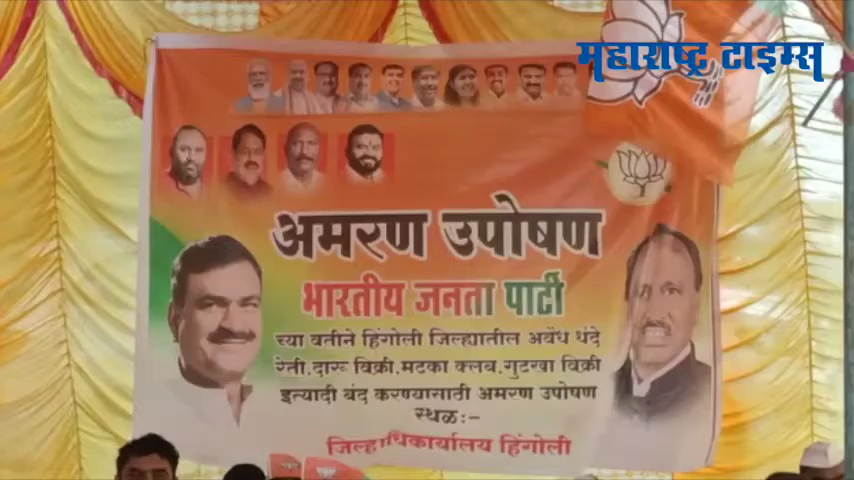 महाराष्ट्र टाइम्स
अमरण उपोषण
भारतीय जनता पार्टी
च्या वतीने हिंगोली जिल्ह्यातील अवैध धंदे
रेती,दारू विक्री,मटका क्लब,गुटखा विक्री
इत्यादी बंद करण्यासाठी अमरण उपोषण
स्थळ:-
जिल्हाधिकार्यालय हिंगोली